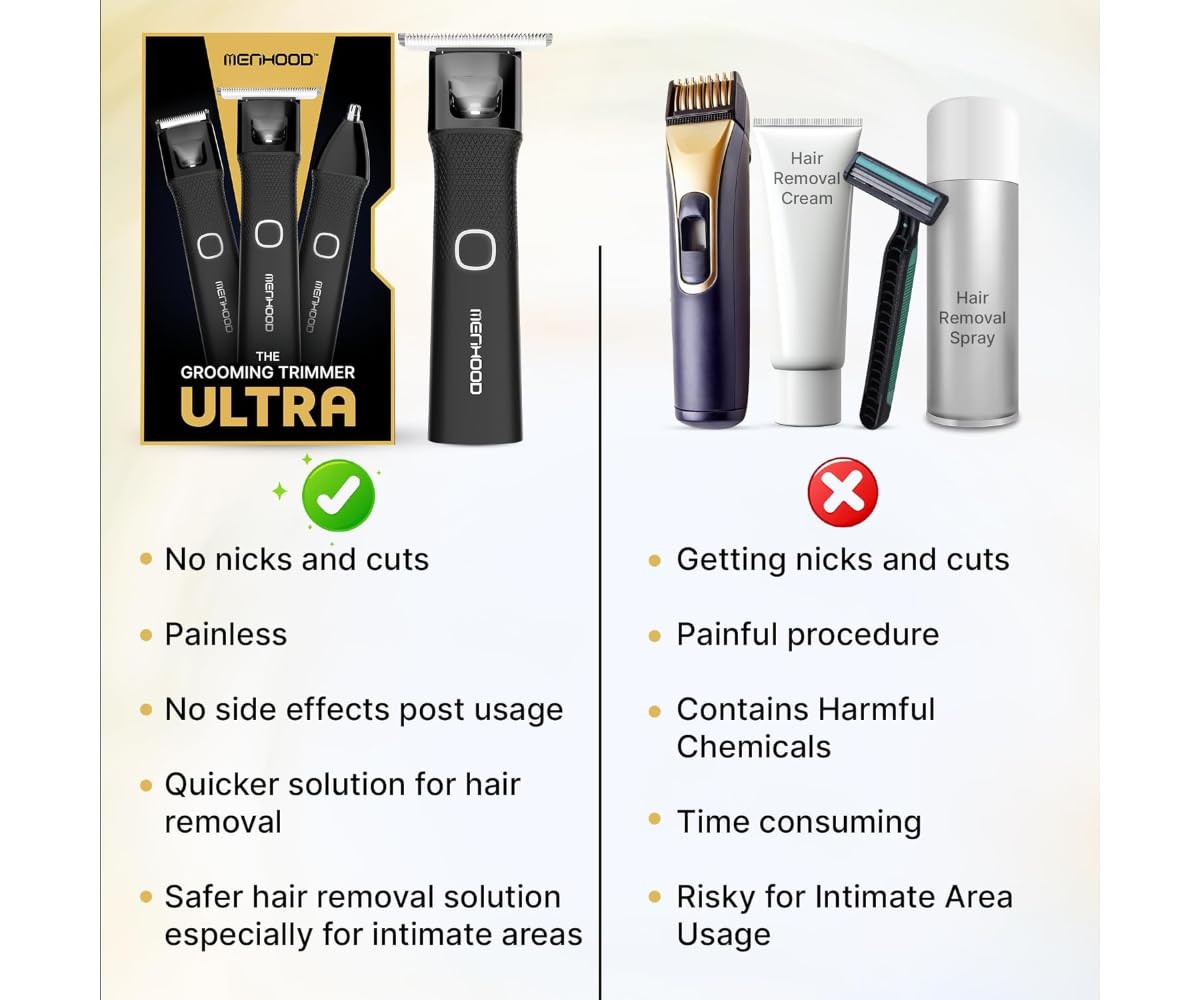 MENHOOD™
MENHOOD
MENHOOD
MENHOOD
THE
GROOMING TRIMMER
ULTRA
MENHOOD
Hair
Removal
Cream
Hair
Removal
Spray
No nicks and cuts
Painless
No side effects post usage
Quicker solution for hair
removal
Safer hair removal solution
especially for intimate areas
Getting nicks and cuts
Painful procedure
Contains Harmful
Chemicals
Time consuming
Risky for Intimate Area
Usage